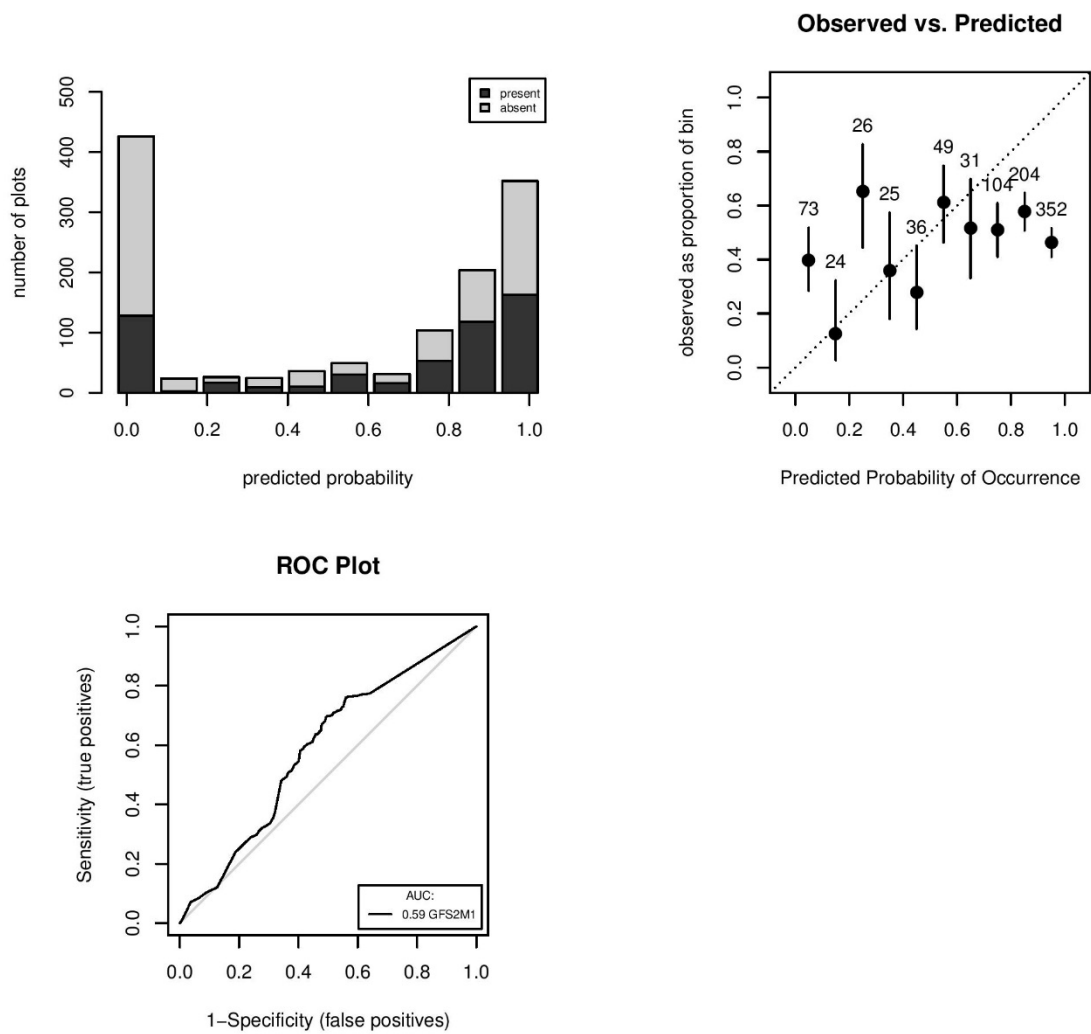 number of plots
500
400
300
200
100
0
present
absent
0.0 0.2 0.4 0.6 0.8 1.0
predicted probability
Observed vs. Predicted
observed as proportion of bin
1.0
0.8
0.6
0.4
0.2
0.0
73
24
26
25
36
49
31
104
204
352
0.0 0.2 0.4 0.6 0.8 1.0
Predicted Probability of Occurrence
ROC Plot
Sensitivity (true positives)
1.0
0.8
0.6
0.4
0.2
0.0
AUC:
0.59 GFS2M1
0.0 0.2 0.4 0.6 0.8 1.0
1−Specificity (false positives)